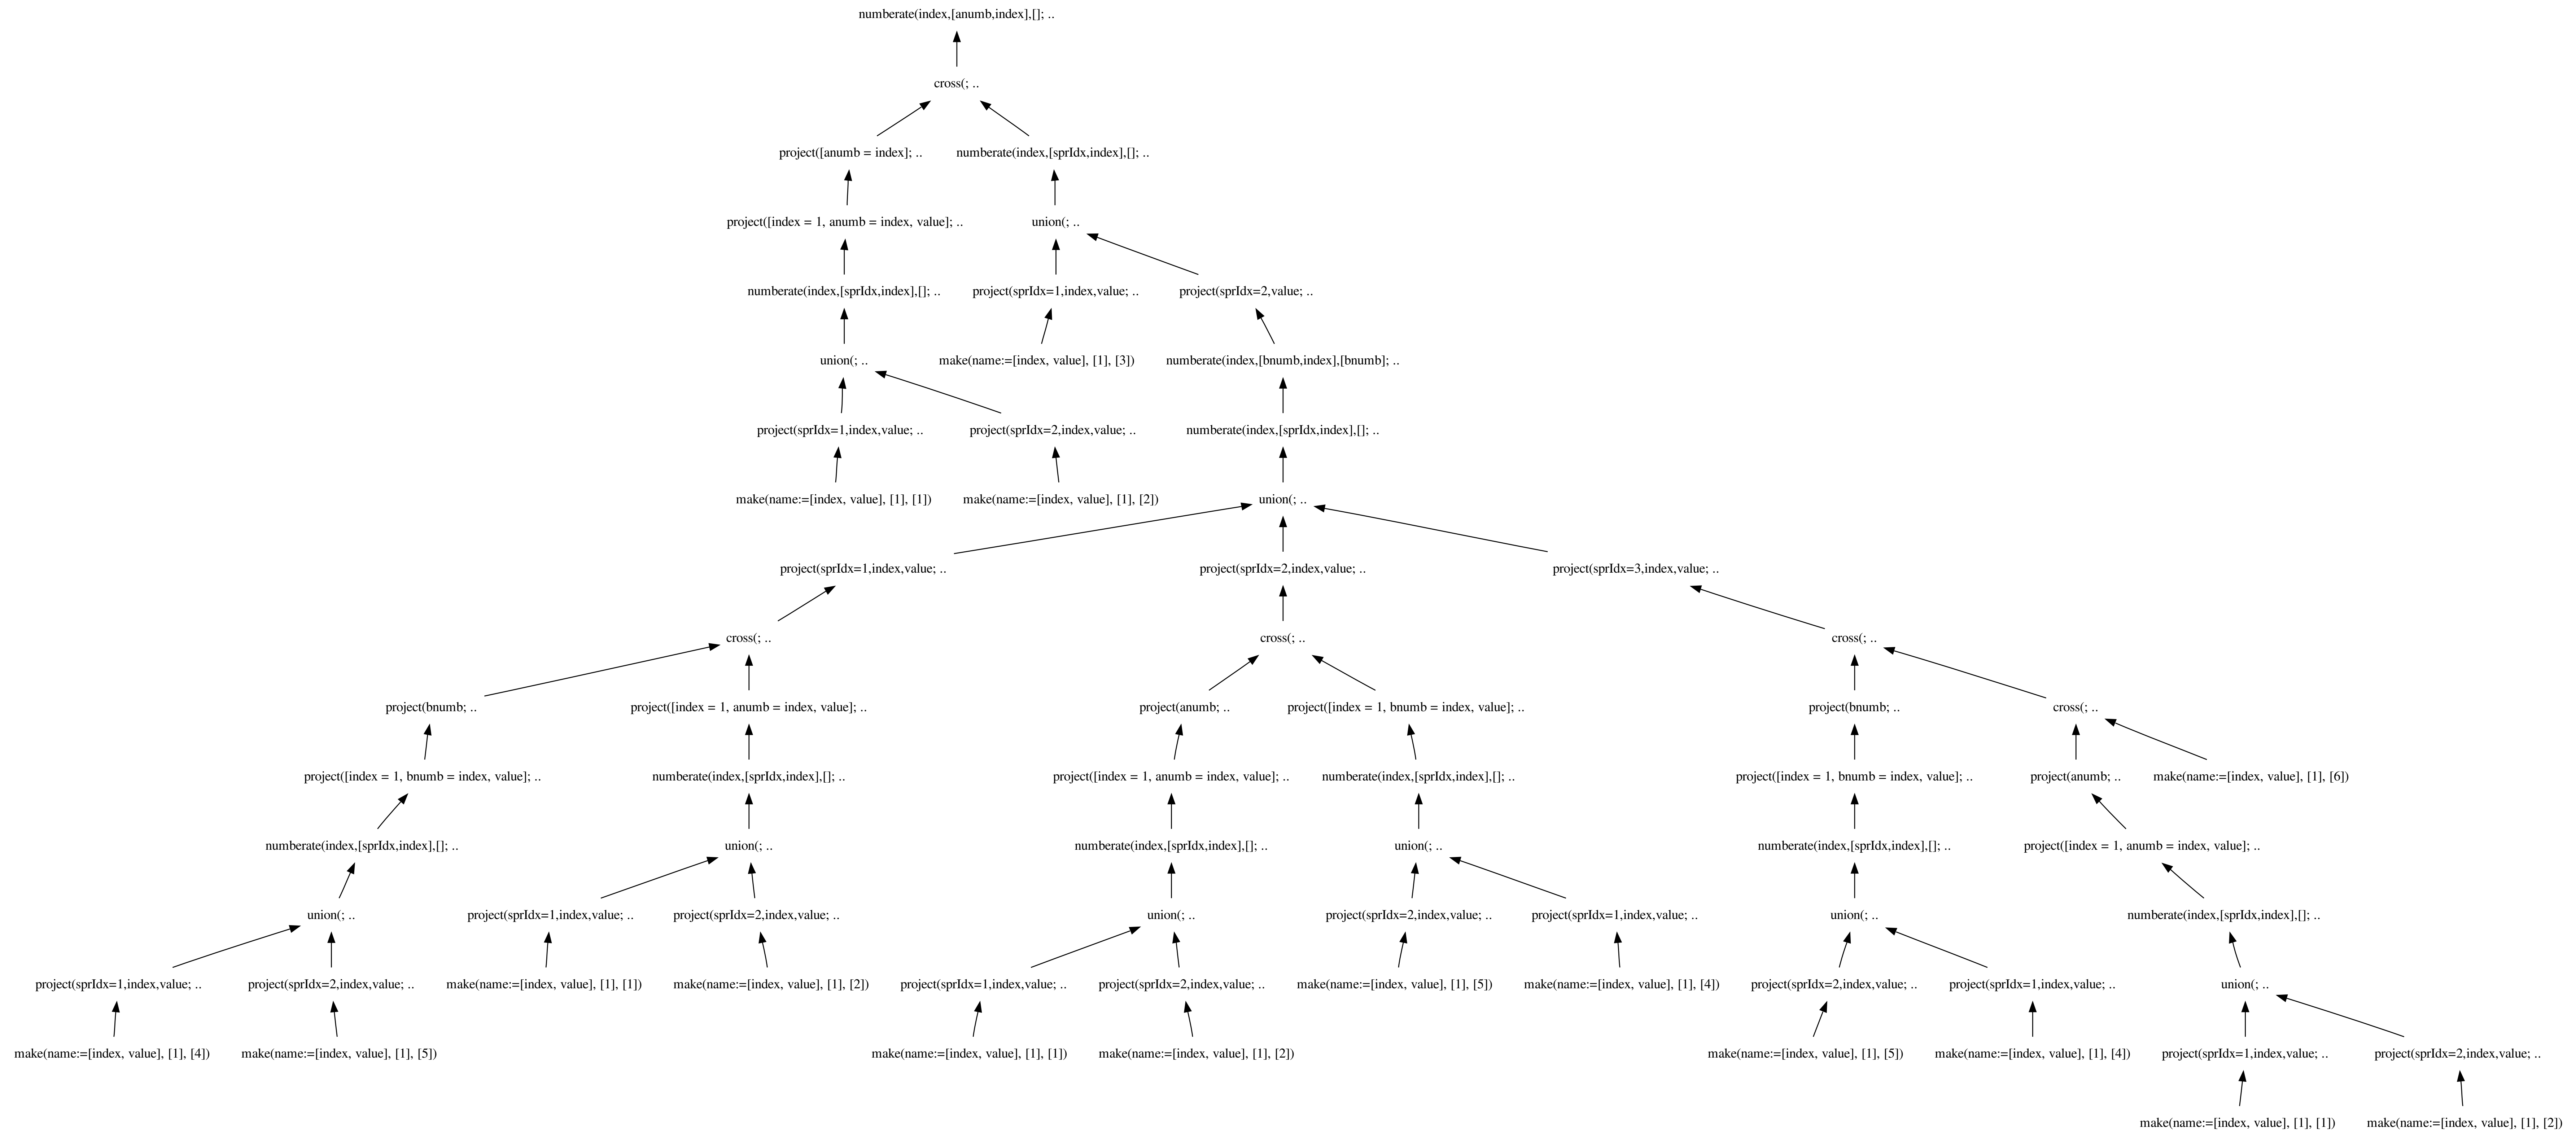 numberate(index,[anumb,index],[]; ..
cross(; ..
project([anumb = index]; ..
numberate(index,[sprIdx,index],[]; ..
project([index = 1, anumb = index, value]; ..
union(; ..
numberate(index,[sprIdx,index],[]; ..
project(sprIdx=1,index,value; ..
project(sprIdx=2,value; ..
union(; ..
make(name:=[index, value], [1], [3])
numberate(index,[bnumb,index],[bnumb]; ..
project(sprIdx=1,index,value; ..
project(sprIdx=2,index,value; ..
numberate(index,[sprIdx,index],[]; ..
make(name:=[index, value], [1], [1])
make(name:=[index, value], [1], [2])
union(; ..
project(sprIdx=1,index,value; ..
project(sprIdx=2,index,value; ..
project(sprIdx=3,index,value; ..
cross(; ..
cross(; ..
cross(; ..
project(bnumb; ..
project([index = 1, anumb = index, value]; ..
project(anumb; ..
project([index = 1, bnumb = index, value]; ..
project(bnumb; ..
cross(; ..
project([index = 1, bnumb = index, value]; ..
numberate(index,[sprIdx,index],[]; ..
project([index = 1, anumb = index, value]; ..
numberate(index,[sprIdx,index],[]; ..
project([index = 1, bnumb = index, value]; ..
project(anumb; ..
make(name:=[index, value], [1], [6])
numberate(index,[sprIdx,index],[]; ..
union(; ..
numberate(index,[sprIdx,index],[]; ..
union(; ..
numberate(index,[sprIdx,index],[]; ..
project([index = 1, anumb = index, value]; ..
union(; ..
project(sprIdx=1,index,value; ..
project(sprIdx=2,index,value; ..
union(; ..
project(sprIdx=2,index,value; ..
project(sprIdx=1,index,value; ..
union(; ..
numberate(index,[sprIdx,index],[]; ..
project(sprIdx=1,index,value; ..
project(sprIdx=2,index,value; ..
make(name:=[index, value], [1], [1])
make(name:=[index, value], [1], [2])
project(sprIdx=1,index,value; ..
project(sprIdx=2,index,value; ..
make(name:=[index, value], [1], [5])
make(name:=[index, value], [1], [4])
project(sprIdx=2,index,value; ..
project(sprIdx=1,index,value; ..
union(; ..
make(name:=[index, value], [1], [4])
make(name:=[index, value], [1], [5])
make(name:=[index, value], [1], [1])
make(name:=[index, value], [1], [2])
make(name:=[index, value], [1], [5])
make(name:=[index, value], [1], [4])
project(sprIdx=1,index,value; ..
project(sprIdx=2,index,value; ..
make(name:=[index, value], [1], [1])
make(name:=[index, value], [1], [2])